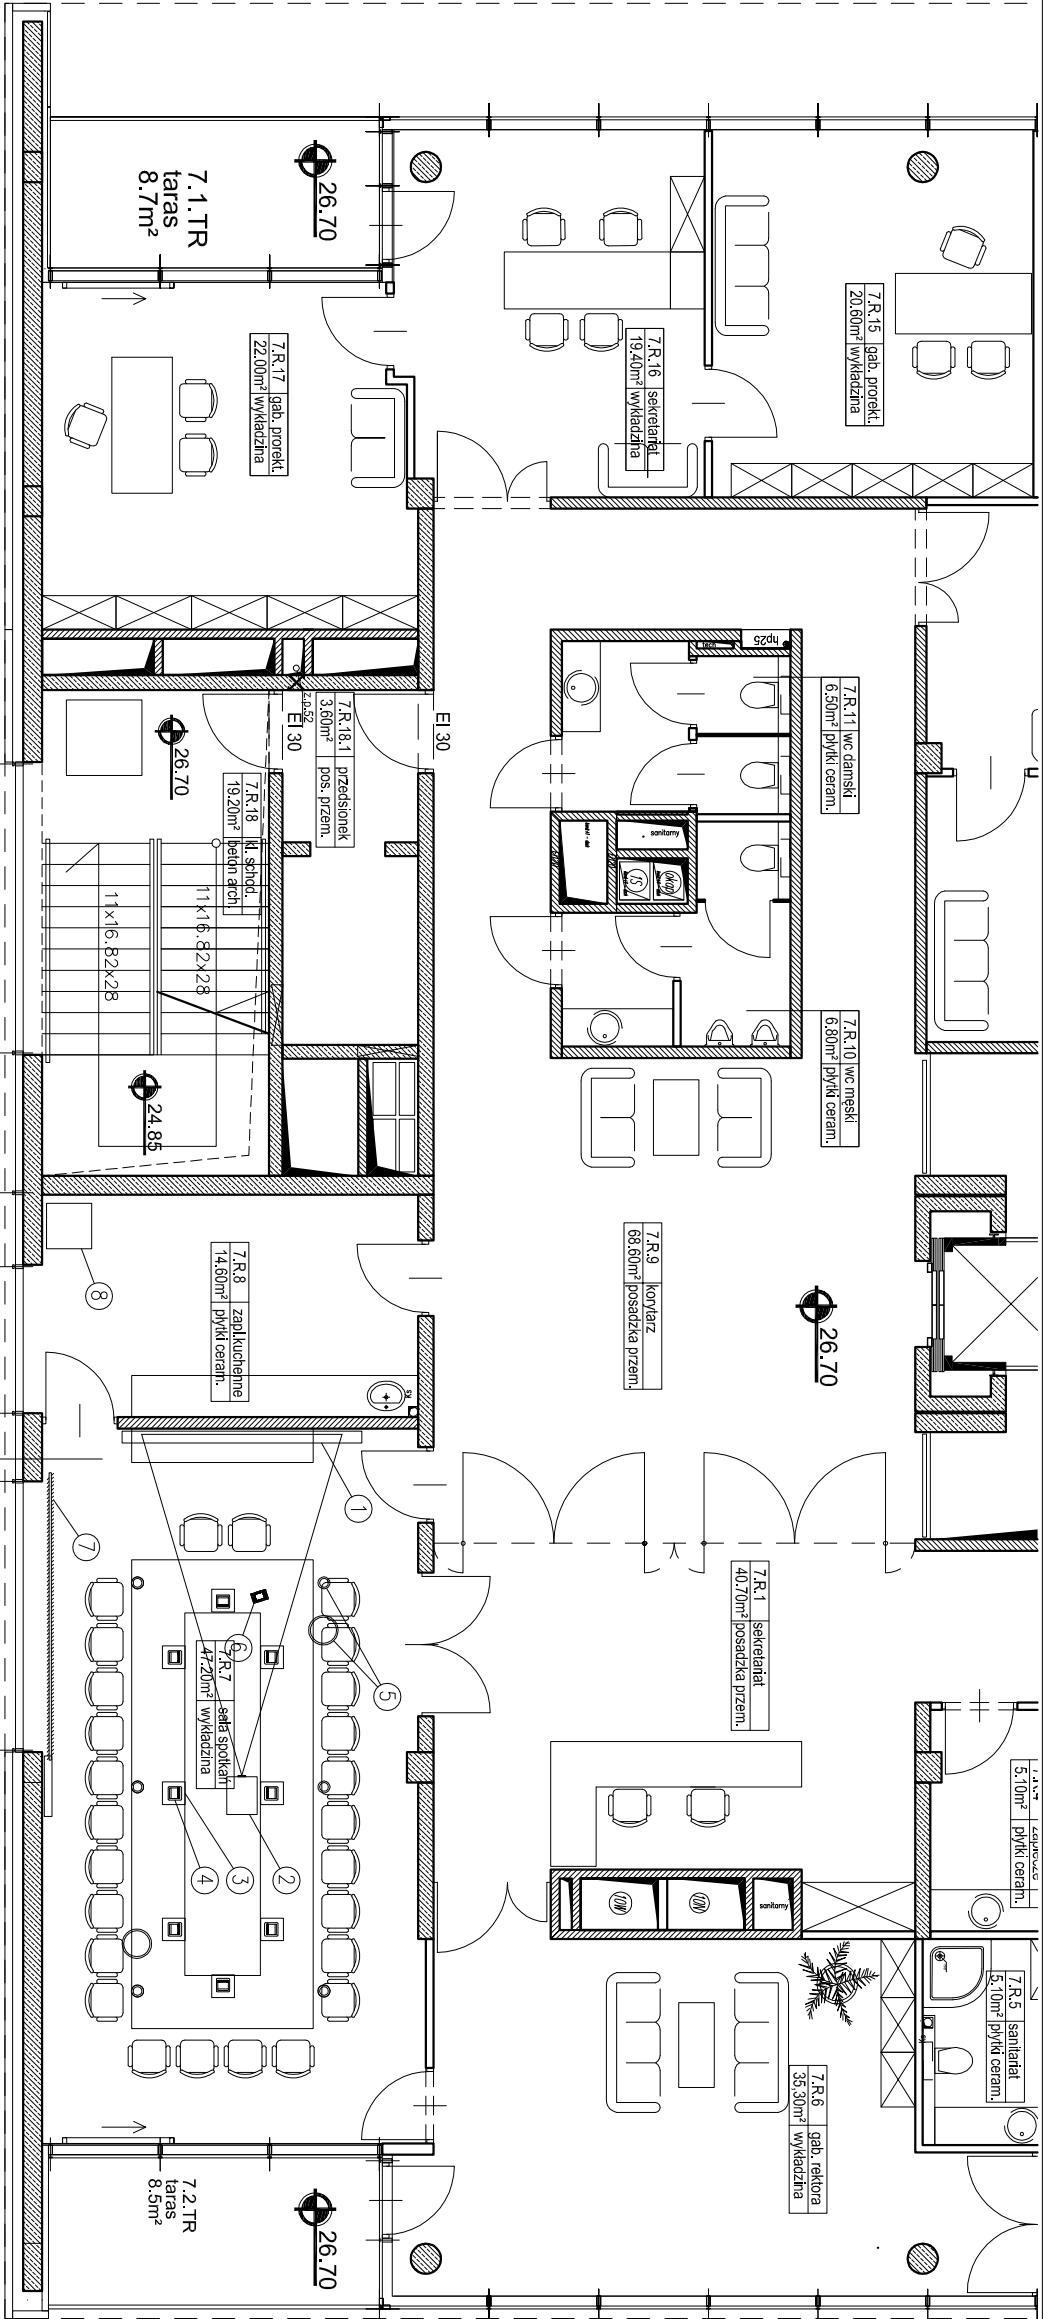 7.1.TR
taras
8.7m²
26.70
7.R.15 gab. prorekt.
20.60m² wykładzina
7.R.16 sekretariat
19.40m² wykładzina
7.R.17 gab. prorekt.
22.00m² wykładzina
hp25
7.R.11 wc damski
6.50m² płytki ceram.
EI 30
EI 30
z.p.52
7.R.18.1 przedsionek
3.60m² pos. przem.
26.70
7.R.18 kl. schod.
19.20m² beton arch.
11x16.82x28
11x16.82x28
24.85
sanitarny
okap
1S
7.R.10 wc męski
6.80m² płytki ceram.
7.R.9 korytarz
68.60m² posadzka przem.
26.70
7.R.8 zapl.kuchenne
14.60m² płytki ceram.
ks
8
1
7
7.R.1 sekretariat
40.70m² posadzka przem.
5
6
7.R.7 sala spotkań
47.20m² wykładzina
2
3
4
5.10m² płytki ceram.
sanitarny
7.R.5 sanitariat
5.10m² płytki ceram.
ks
7.R.6 gab. rektora
35,30m² wykładzina
7.2.TR
taras
8.5m²
26.70